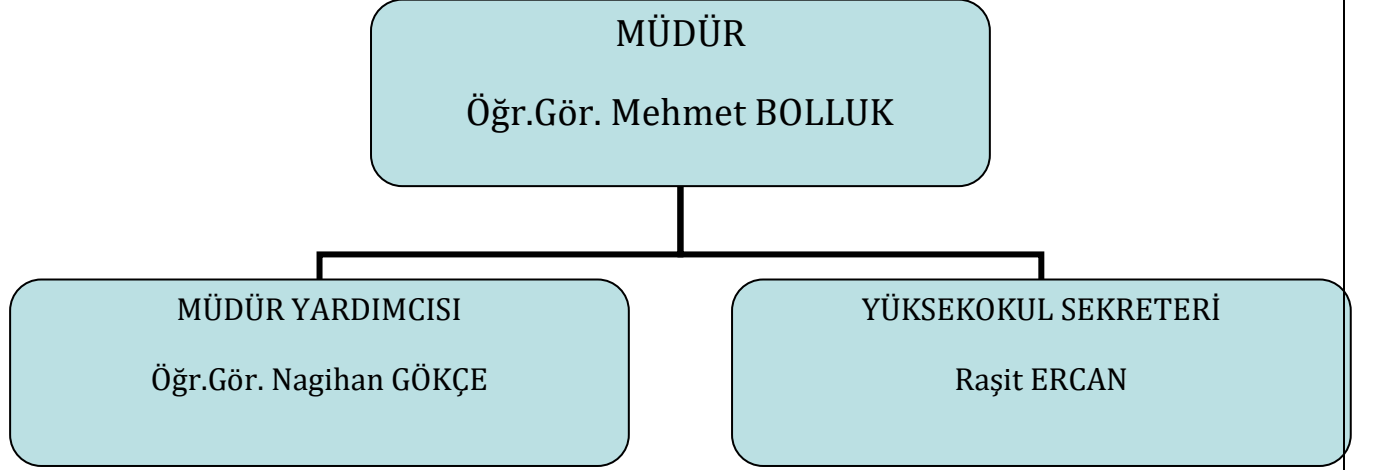 MÜDÜR
Öğr.Gör. Mehmet BOLLUK
MÜDÜR YARDIMCISI
Öğr.Gör. Nagihan GÖKÇE
YÜKSEKOKUL SEKRETERİ
Raşit ERCAN